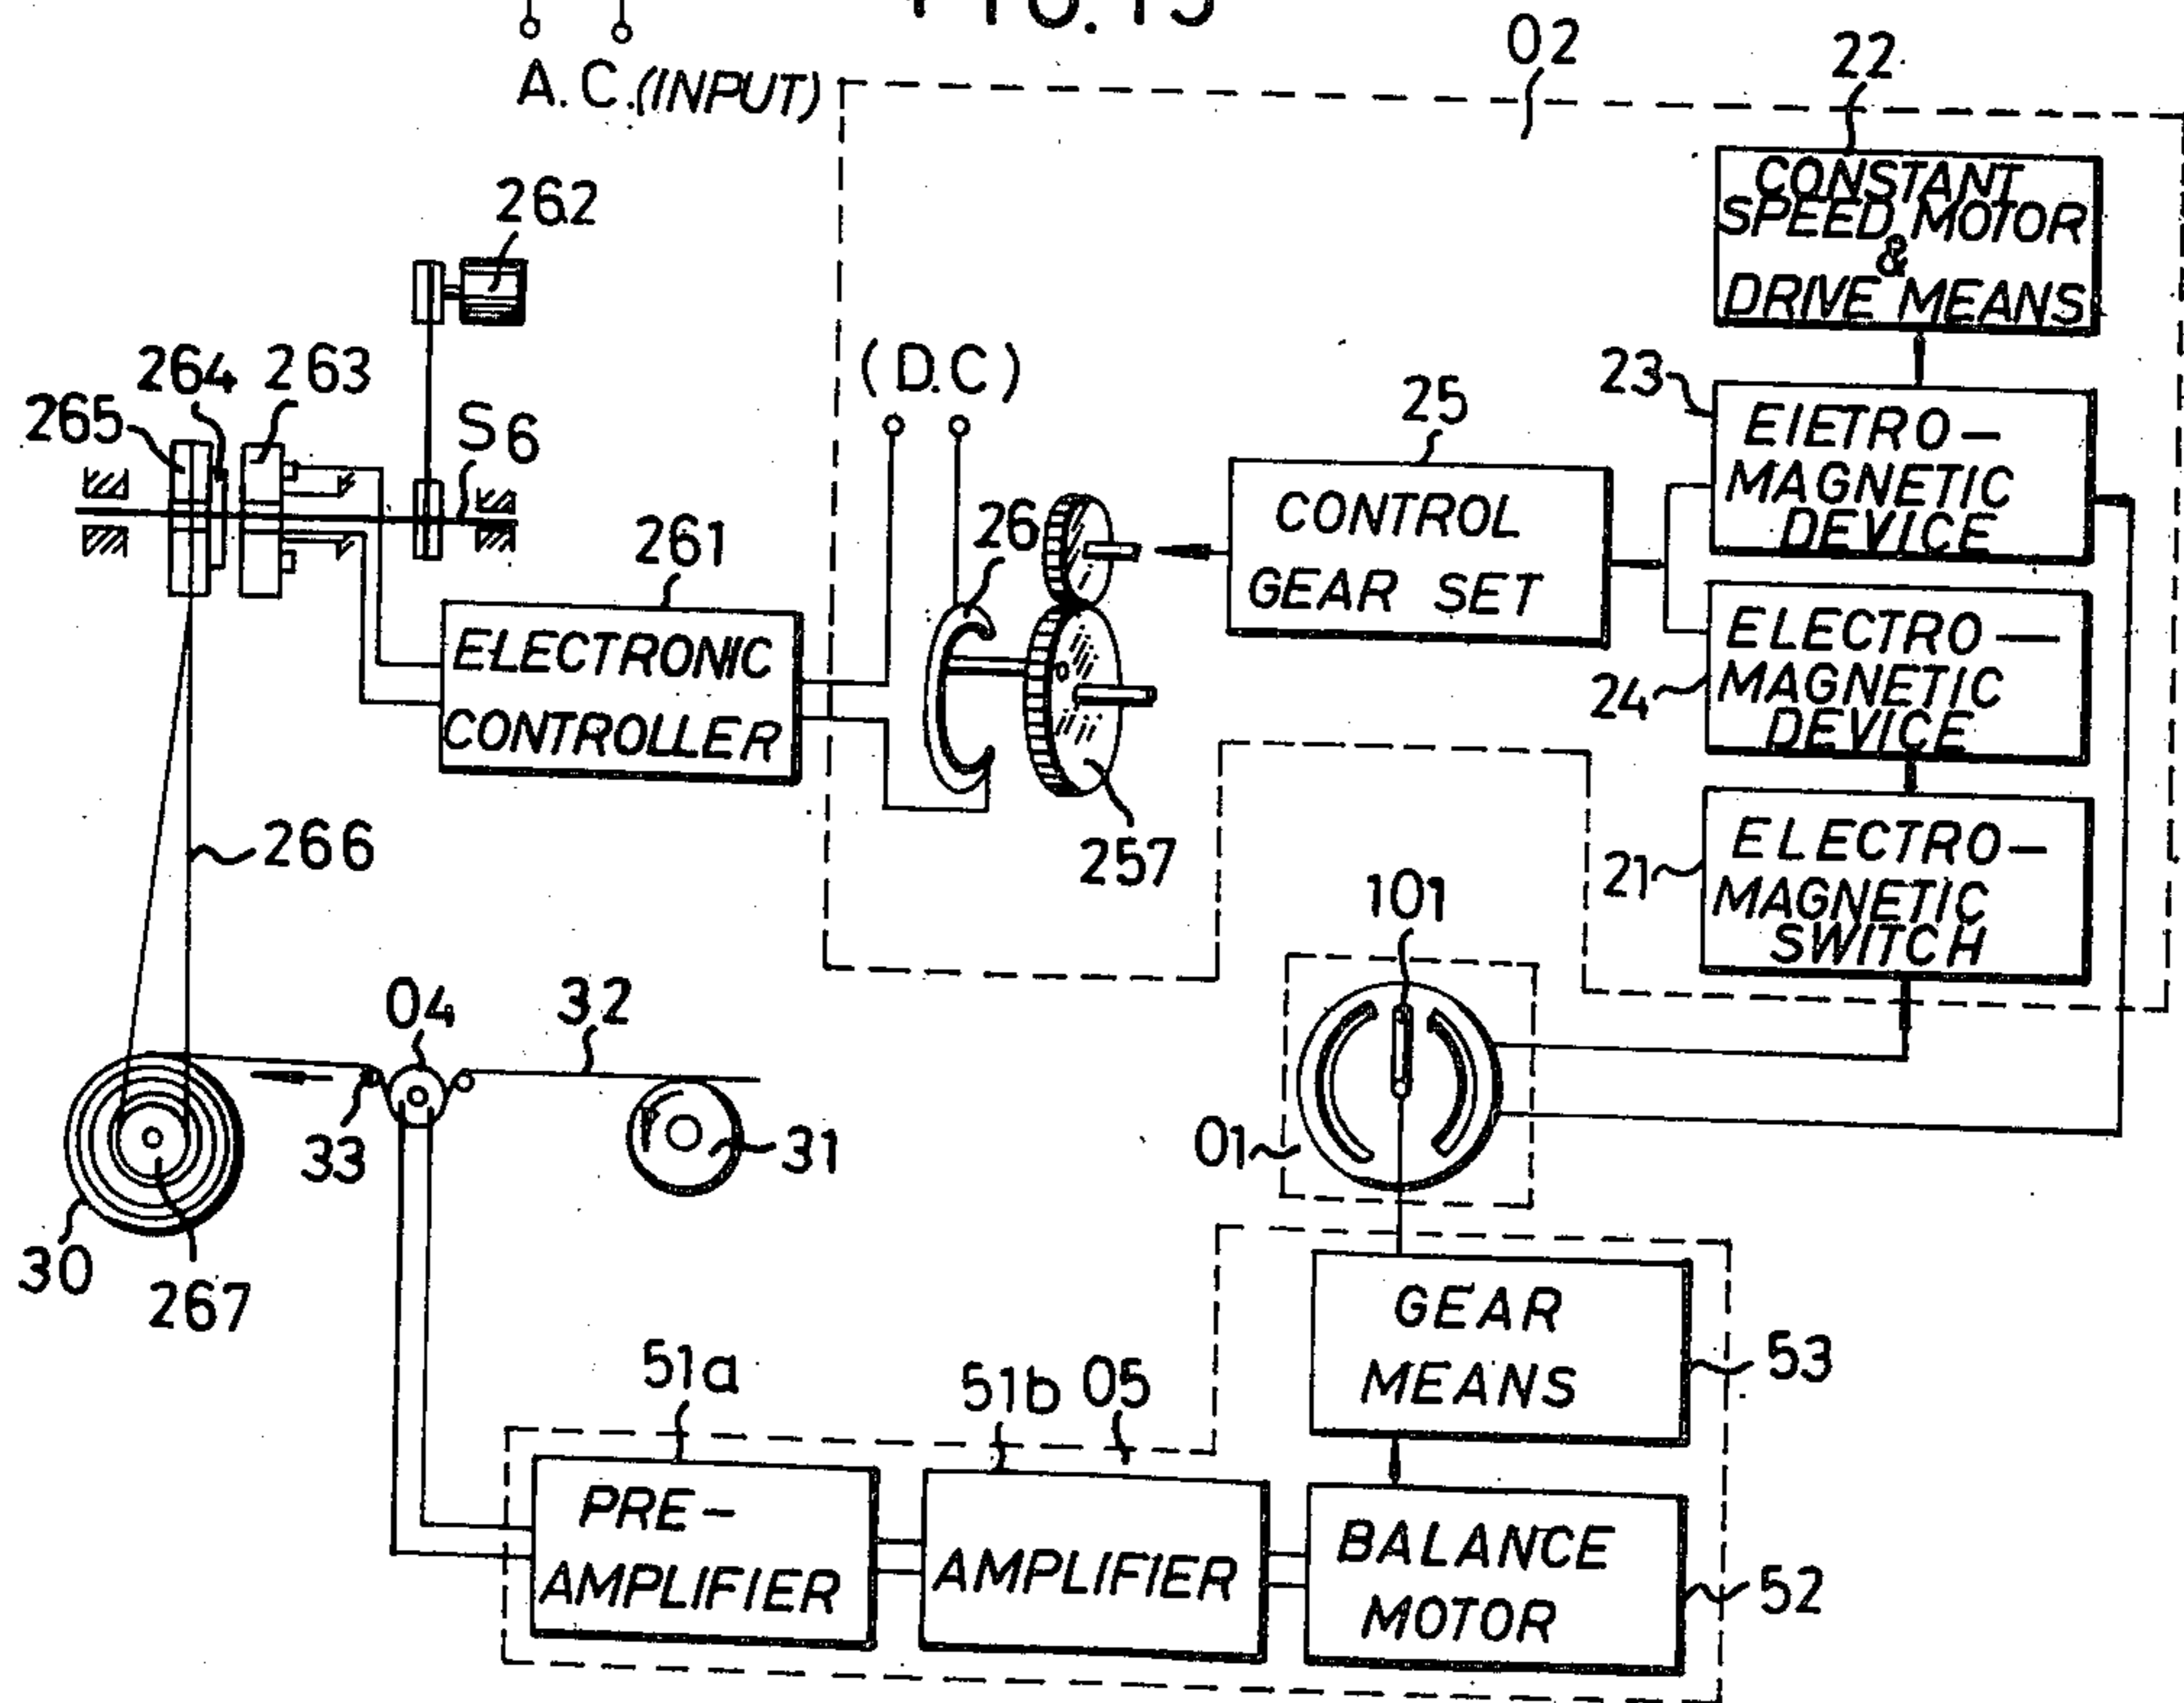 FIG. 15
A.C. (INPUT)
02
22
CONSTANT
SPEED MOTOR
&
DRIVE MEANS
262
(D.C)
264
263
265
S6
25
23
EIETRO-
MAGNETIC
DEVICE
CONTROL
GEAR SET
26
261
ELECTRONIC
CONTROLLER
24
ELECTRO-
MAGNETIC
DEVICE
257
266
21
ELECTRO-
MAGNETIC
SWITCH
101
04
32
33
31
01
30
267
GEAR
MEANS
53
51a
51b
05
PRE-
AMPLIFIER
AMPLIFIER
BALANCE
MOTOR
52